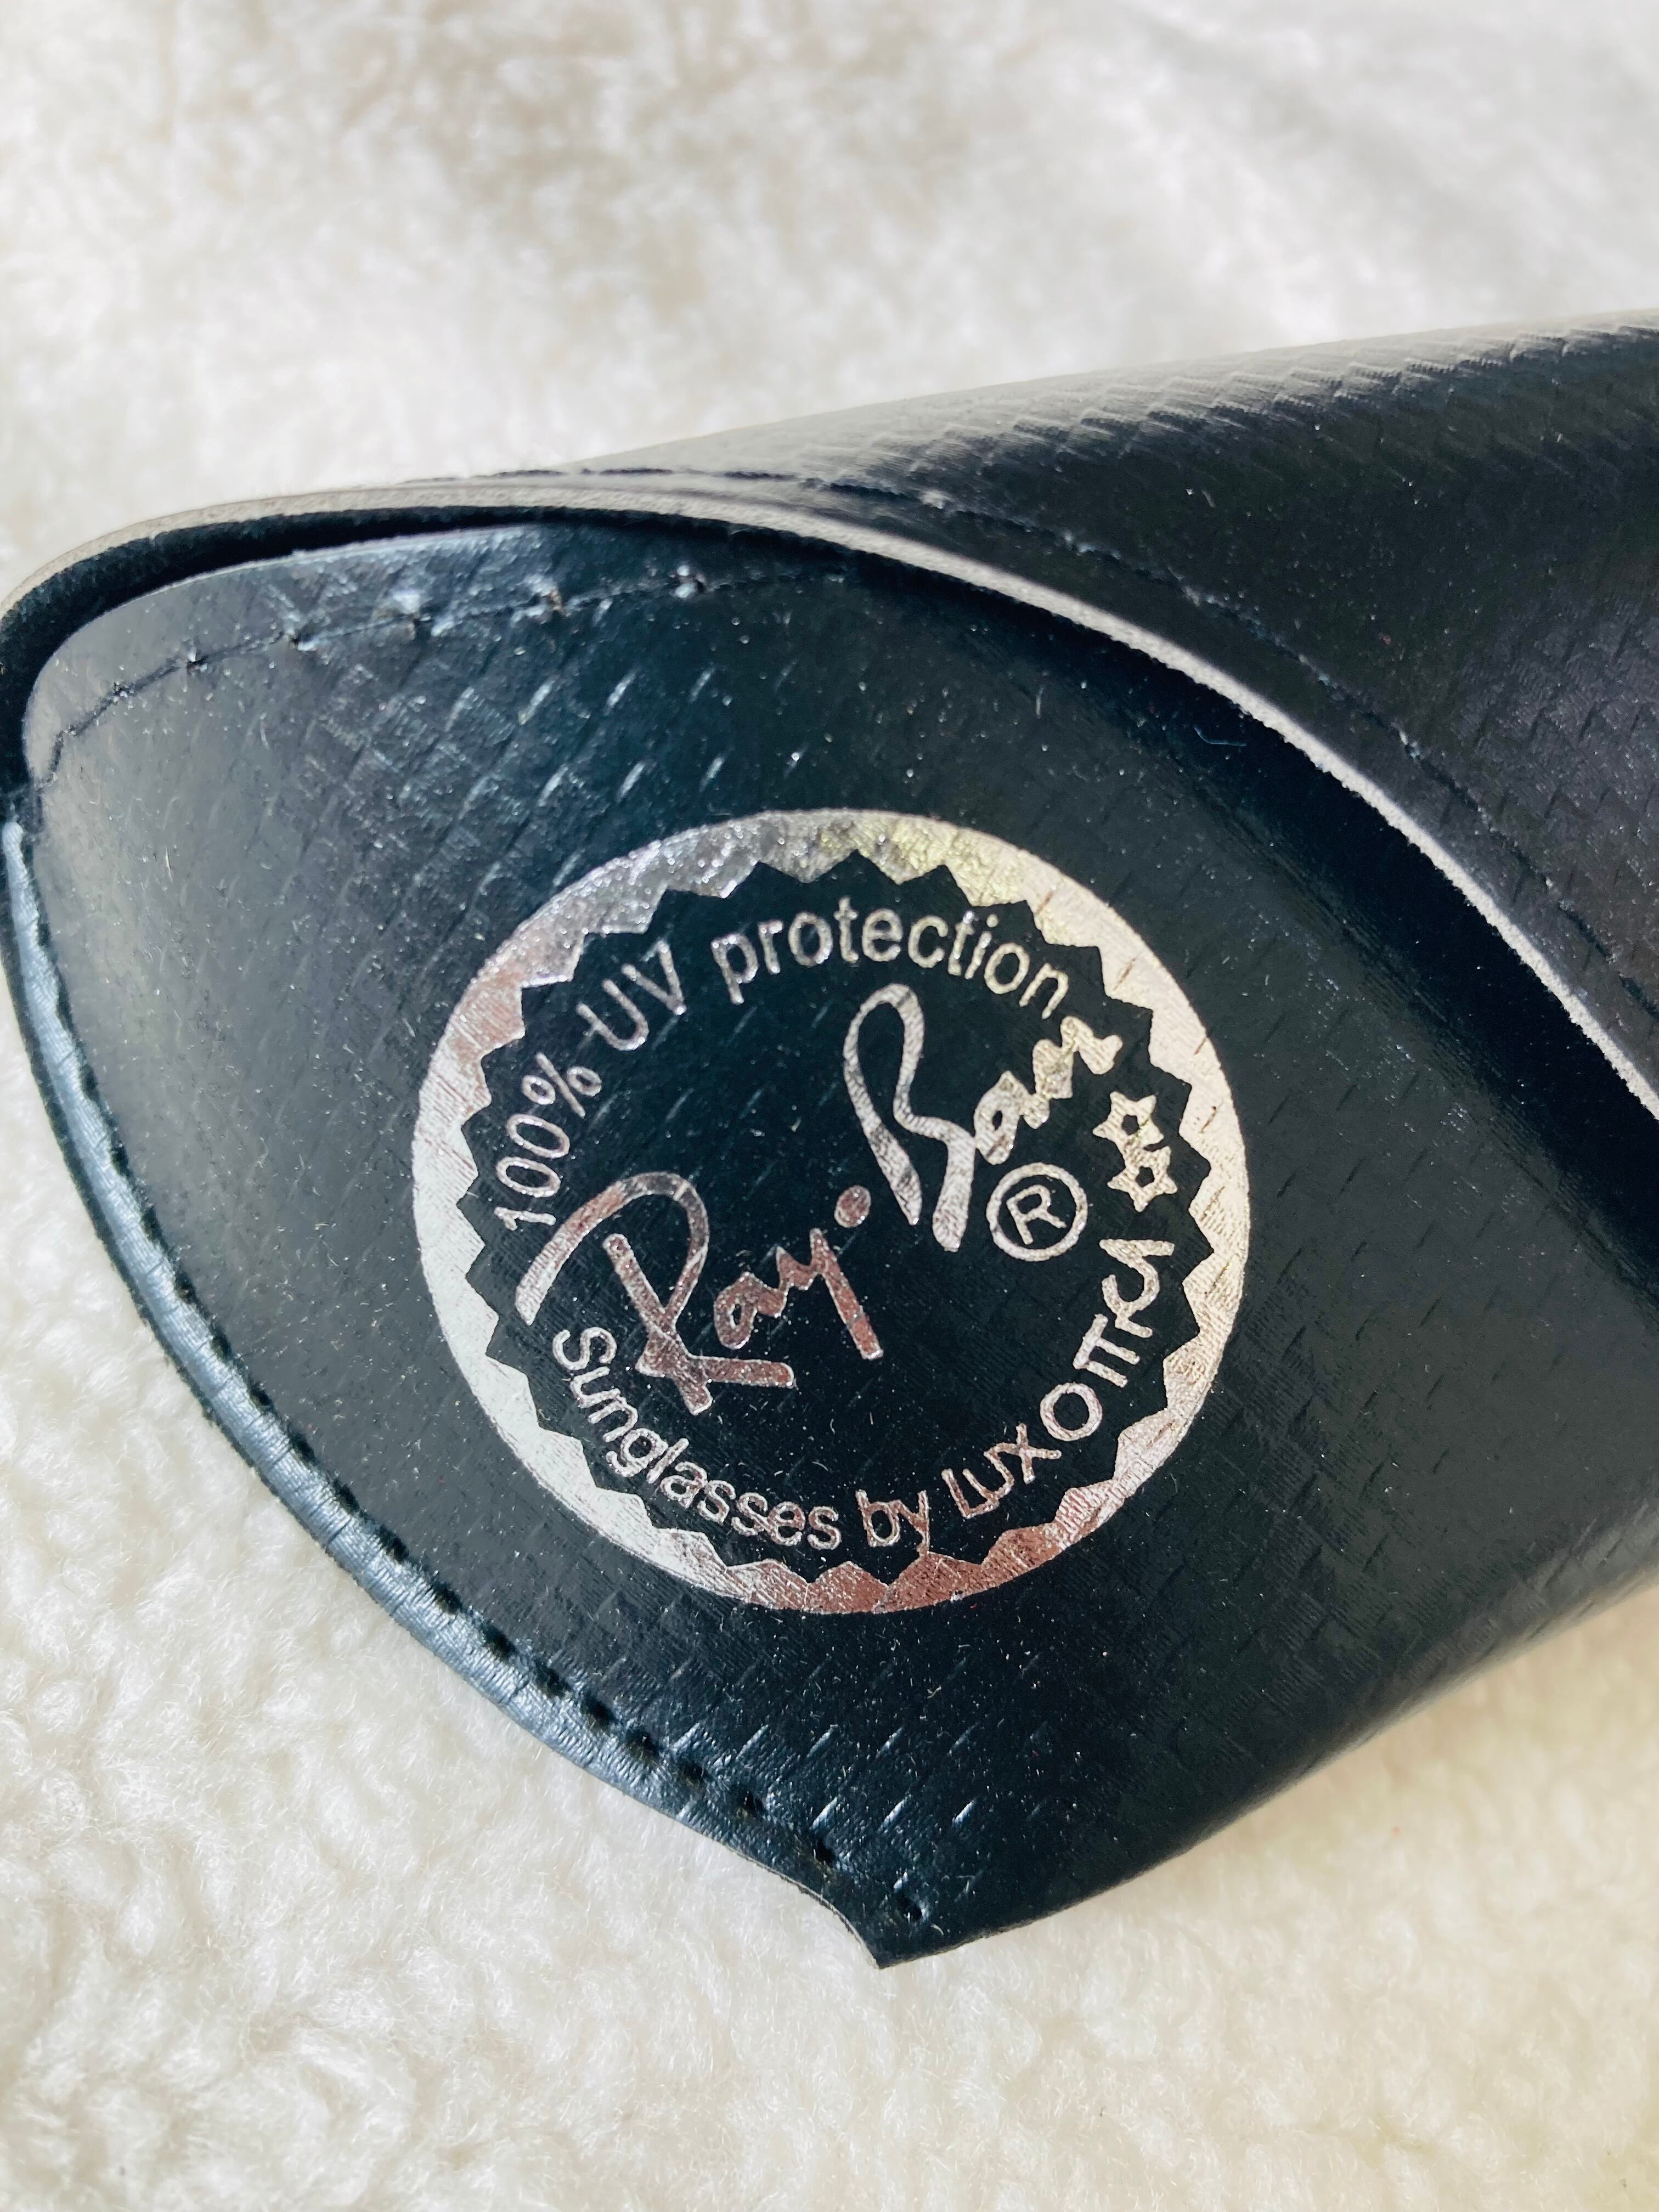 100% UV protection
Ray·Ban
®
Sunglasses by LUXOTTICA